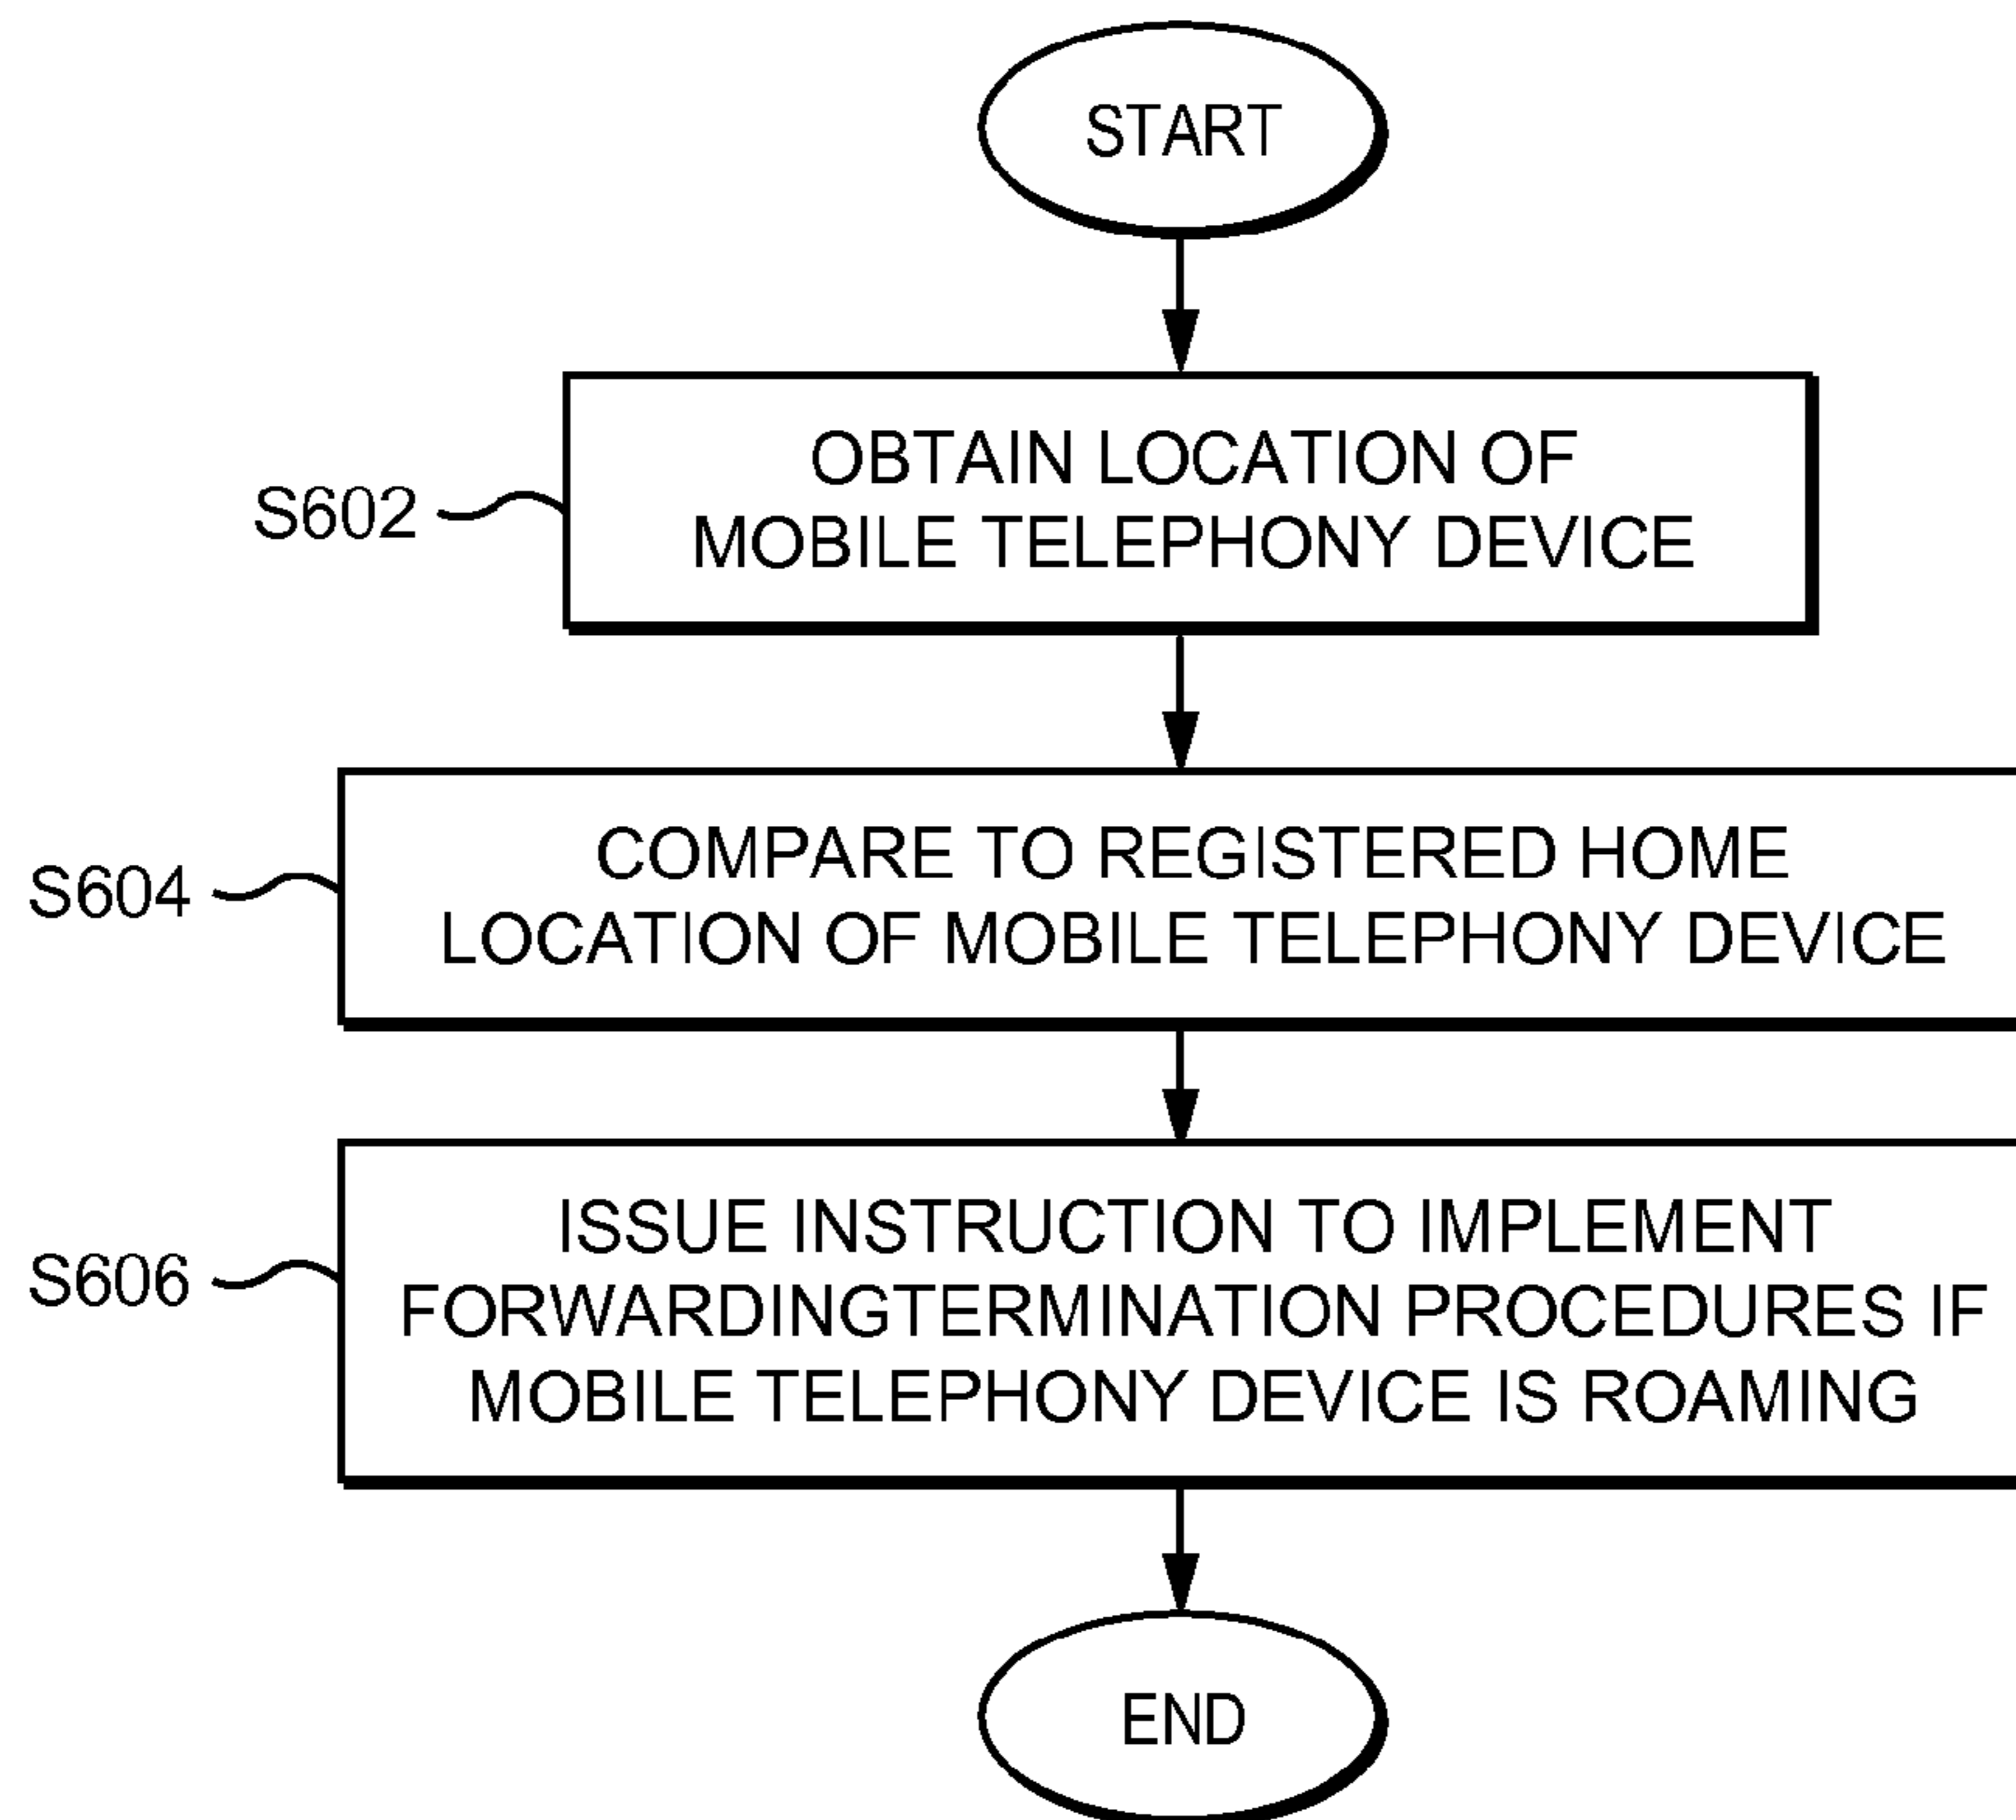 START
S602
OBTAIN LOCATION OF
MOBILE TELEPHONY DEVICE
S604
COMPARE TO REGISTERED HOME
LOCATION OF MOBILE TELEPHONY DEVICE
S606
ISSUE INSTRUCTION TO IMPLEMENT
FORWARDINGTERMINATION PROCEDURES IF
MOBILE TELEPHONY DEVICE IS ROAMING
END